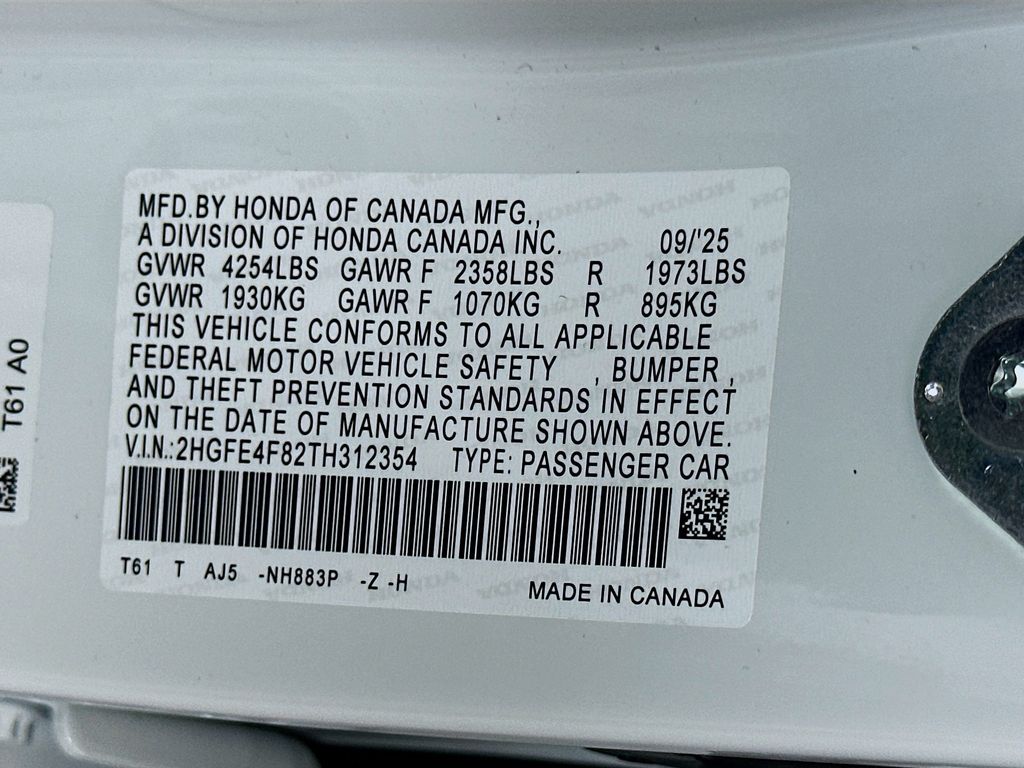 MFD.BY HONDA OF CANADA MFG.,
A DIVISION OF HONDA CANADA INC. 09/'25
GVWR 4254LBS GAWR F 2358LBS R 1973LBS
GVWR 1930KG GAWR F 1070KG R 895KG
THIS VEHICLE CONFORMS TO ALL APPLICABLE
FEDERAL MOTOR VEHICLE SAFETY , BUMPER ,
AND THEFT PREVENTION STANDARDS IN EFFECT
ON THE DATE OF MANUFACTURE SHOWN ABOVE.
V.I.N.:2HGFE4F82TH312354 TYPE: PASSENGER CAR
T61 T AJ5 -NH883P -Z -H
MADE IN CANADA
T61 A0